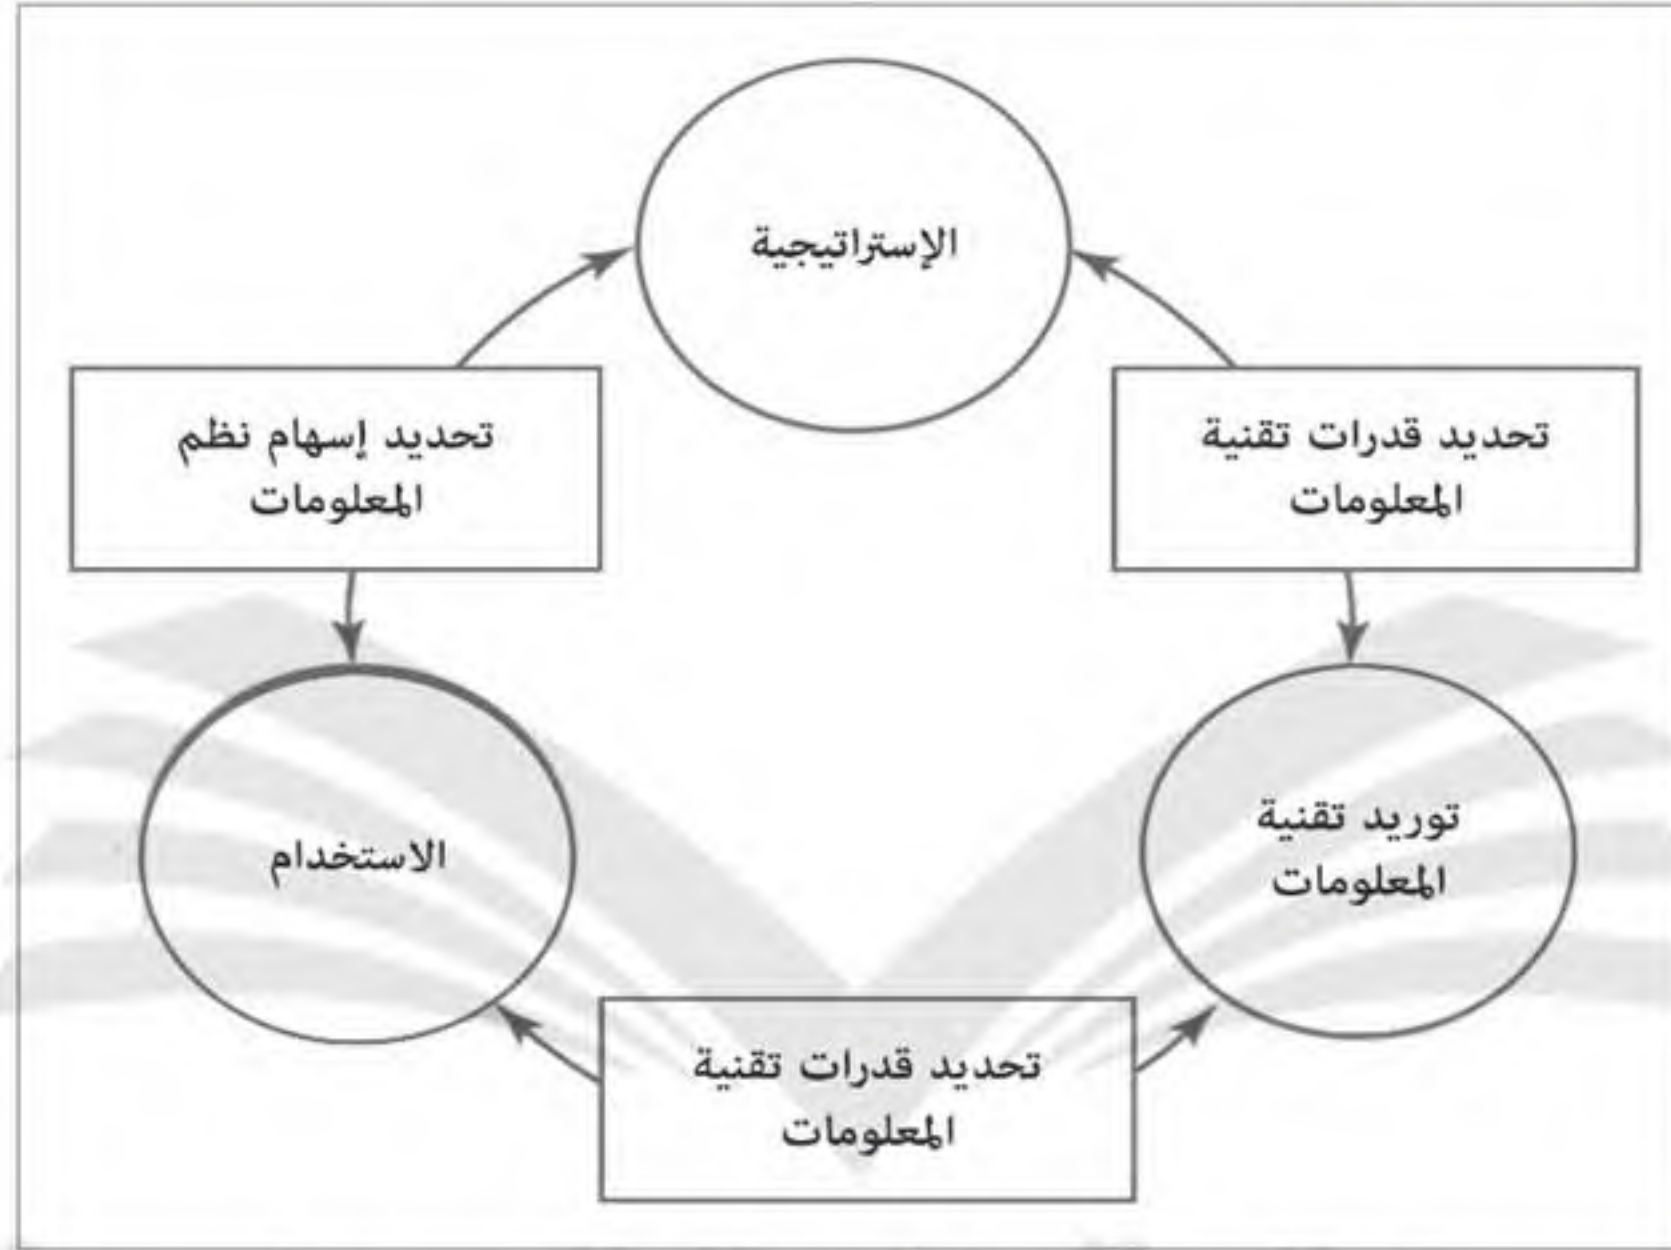 الإستراتيجية
تحديد قدرات تقنية
المعلومات
تحديد إسهام نظم
المعلومات
توريد تقنية
المعلومات
الاستخدام
تحديد قدرات تقنية
المعلومات